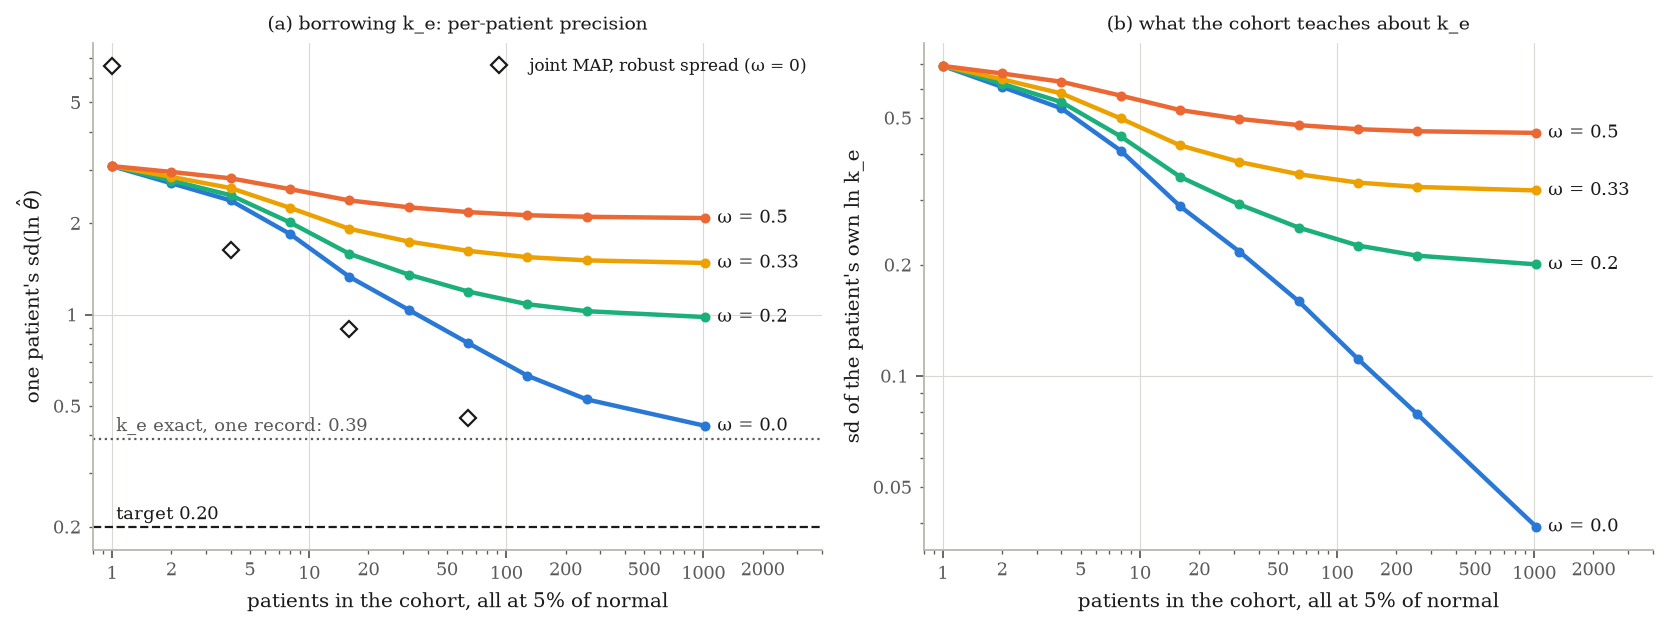 (a) borrowing k_e: per-patient precision
joint MAP, robust spread (ω = 0)
one patient's sd(ln θ̂)
5
2
1
0.5
0.2
ω = 0.5
ω = 0.33
ω = 0.2
ω = 0.0
k_e exact, one record: 0.39
target 0.20
1 2 5 10 20 50 100 200 500 1000 2000
patients in the cohort, all at 5% of normal
(b) what the cohort teaches about k_e
sd of the patient's own ln k_e
0.5
0.2
0.1
0.05
ω = 0.5
ω = 0.33
ω = 0.2
ω = 0.0
1 2 5 10 20 50 100 200 500 1000 2000
patients in the cohort, all at 5% of normal